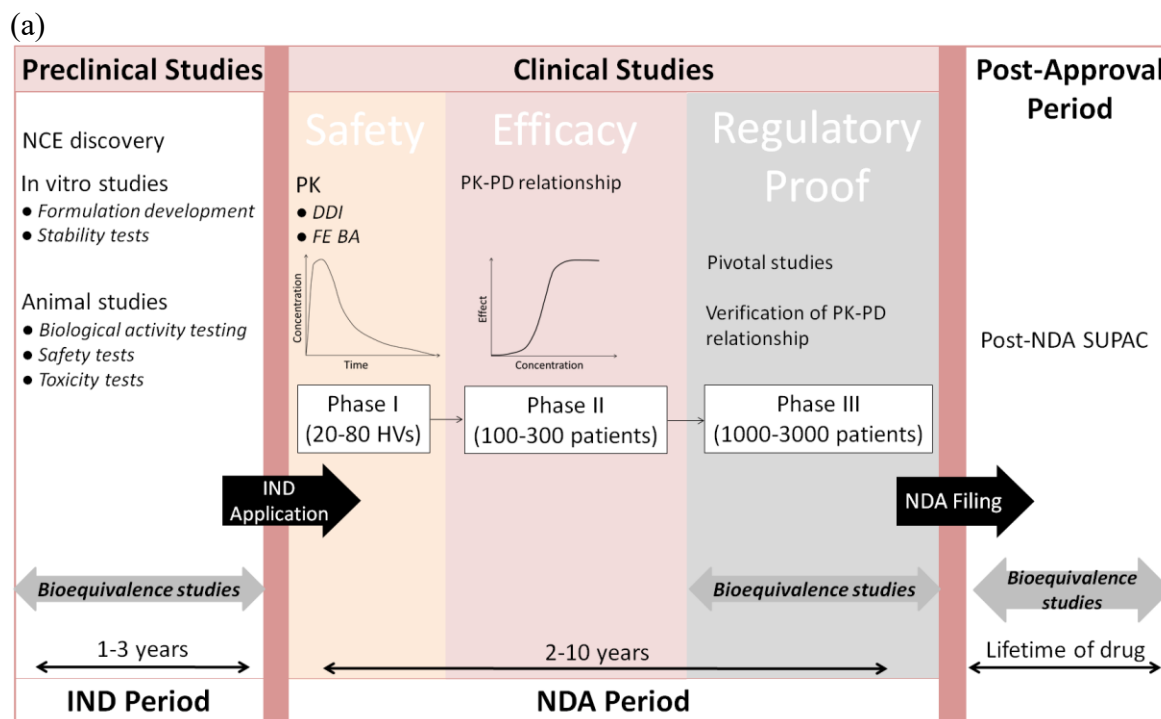 (a)
Preclinical Studies
Clinical Studies
Post-Approval
Period
NCE discovery
In vitro studies
● Formulation development
● Stability tests
Animal studies
● Biological activity testing
● Safety tests
● Toxicity tests
Safety
PK
● DDI
● FE BA
Concentration
Time
Efficacy
PK-PD relationship
Effect
Concentration
Regulatory
Proof
Pivotal studies
Verification of PK-PD
relationship
Post-NDA SUPAC
Phase I
(20-80 HVs)
Phase II
(100-300 patients)
Phase III
(1000-3000 patients)
IND
Application
NDA Filing
Bioequivalence studies
Bioequivalence studies
Bioequivalence
studies
1-3 years
2-10 years
Lifetime of drug
IND Period
NDA Period